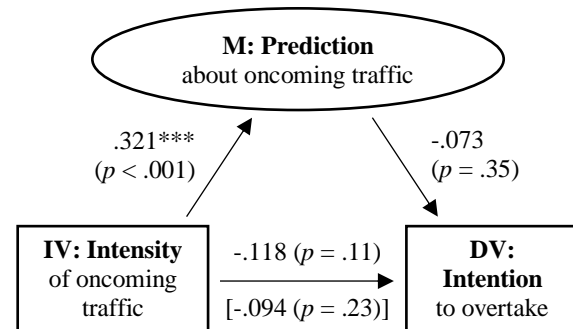 M: Prediction
about oncoming traffic
.321***
(p < .001)
-.073
(p = .35)
IV: Intensity
of oncoming
traffic
-.118 (p = .11)
[-.094 (p = .23)]
DV:
Intention
to overtake